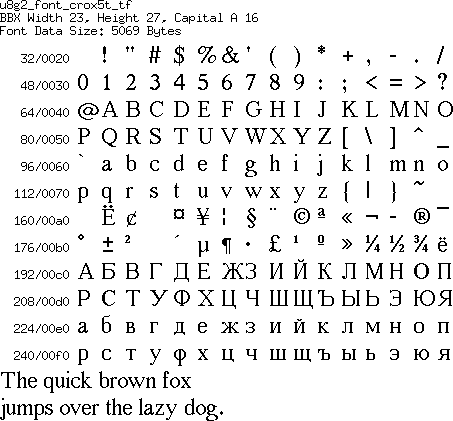 u8g2_font_crox5t_tf
BBX Width 23, Height 27, Capital A 16
Font Data Size: 5069 Bytes
32/0020 ! " # $ % & ' ( ) * + , - . /
48/0030 0 1 2 3 4 5 6 7 8 9 : ; < = > ?
64/0040 @ A B C D E F G H I J K L M N O
80/0050 P Q R S T U V W X Y Z [ \ ] ^ _
96/0060 ` a b c d e f g h i j k l m n o
112/0070 p q r s t u v w x y z { | } ~
160/00a0 Ё ¢ ¤ ¥ ¦ § ¨ © ª « ¬ - ® ¯
176/00b0 ° ± ² ´ µ ¶ · £ ¹ º » ¼ ½ ¾ ё
192/00c0 А Б В Г Д Е Ж З И Й К Л М Н О П
208/00d0 Р С Т У Ф Х Ц Ч Ш Щ Ъ Ы Ь Э Ю Я
224/00e0 а б в г д е ж з и й к л м н о п
240/00f0 р с т у ф х ц ч ш щ ъ ы ь э ю я
The quick brown fox
jumps over the lazy dog.